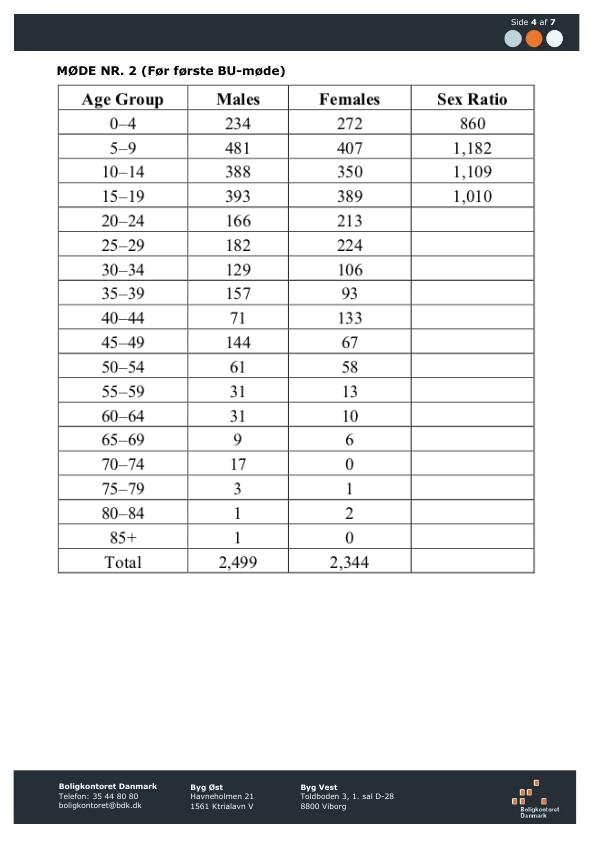 Side 4 af 7
MØDE NR. 2 (Før første BU-møde)
Age Group Males Females Sex Ratio
0–4 234 272 860
5–9 481 407 1,182
10–14 388 350 1,109
15–19 393 389 1,010
20–24 166 213
25–29 182 224
30–34 129 106
35–39 157 93
40–44 71 133
45–49 144 67
50–54 61 58
55–59 31 13
60–64 31 10
65–69 9 6
70–74 17 0
75–79 3 1
80–84 1 2
85+ 1 0
Total 2,499 2,344
Boligkontoret Danmark
Telefon: 35 44 80 80
boligkontoret@bdk.dk
Byg Øst
Havneholmen 21
1561 Ktrialavn V
Byg Vest
Toldboden 3, 1. sal D-28
8800 Viborg
Boligkontoret
Danmark